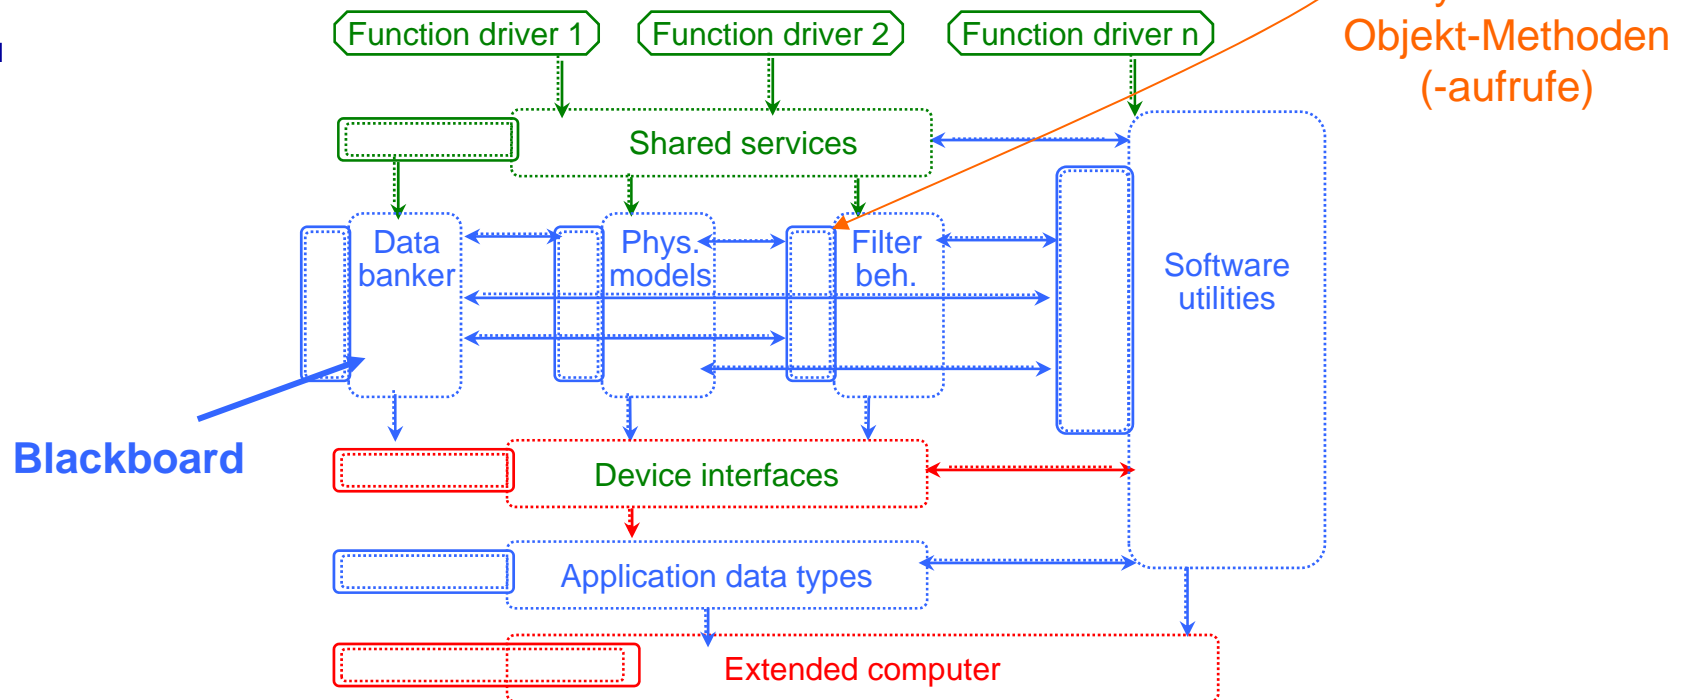 Function driver 1
Function driver 2
Function driver n
Objekt-Methoden
(-aufrufe)
Shared services
Data
banker
Phys.
models
Filter
beh.
Software
utilities
Blackboard
Device interfaces
Application data types
Extended computer